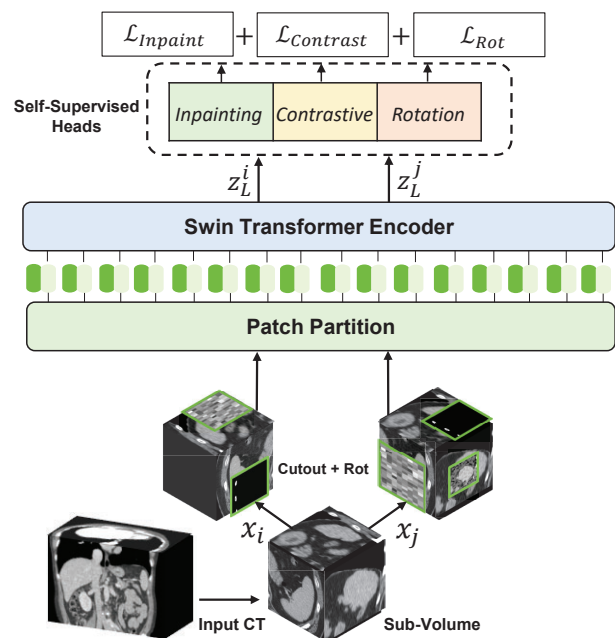 ℒ_Inpaint + ℒ_Contrast + ℒ_Rot
Self-Supervised
Heads
Inpainting Contrastive Rotation
z_L^i z_L^j
Swin Transformer Encoder
Patch Partition
Cutout + Rot
x_i x_j
Input CT Sub-Volume